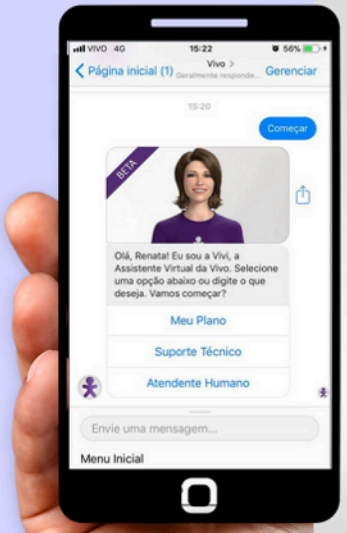 VIVO 4G 15:22 56%
Página inicial (1) Vivo > Gerenciar
Geralmente responde...
15:20
Começar
BETA
Olá, Renata! Eu sou a Vivi, a
Assistente Virtual da Vivo. Selecione
uma opção abaixo ou digite o que
deseja. Vamos começar?
Meu Plano
Suporte Técnico
Atendente Humano
Envie uma mensagem...
Menu Inicial